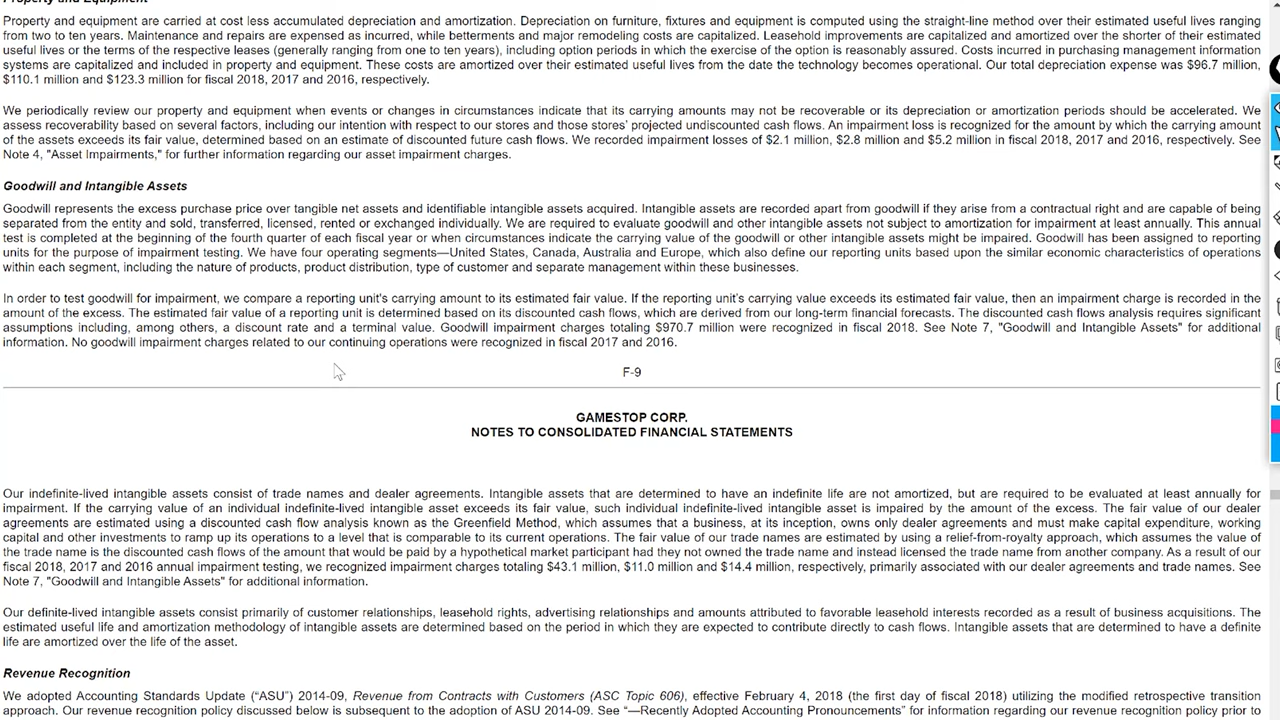 Property and Equipment
Property and equipment are carried at cost less accumulated depreciation and amortization. Depreciation on furniture, fixtures and equipment is computed using the straight-line method over their estimated useful lives ranging
from two to ten years. Maintenance and repairs are expensed as incurred, while betterments and major remodeling costs are capitalized. Leasehold improvements are capitalized and amortized over the shorter of their estimated
useful lives or the terms of the respective leases (generally ranging from one to ten years), including option periods in which the exercise of the option is reasonably assured. Costs incurred in purchasing management information
systems are capitalized and included in property and equipment. These costs are amortized over their estimated useful lives from the date the technology becomes operational. Our total depreciation expense was $96.7 million,
$110.1 million and $123.3 million for fiscal 2018, 2017 and 2016, respectively.
We periodically review our property and equipment when events or changes in circumstances indicate that its carrying amounts may not be recoverable or its depreciation or amortization periods should be accelerated. We
assess recoverability based on several factors, including our intention with respect to our stores and those stores' projected undiscounted cash flows. An impairment loss is recognized for the amount by which the carrying amount
of the assets exceeds its fair value, determined based on an estimate of discounted future cash flows. We recorded impairment losses of $2.1 million, $2.8 million and $5.2 million in fiscal 2018, 2017 and 2016, respectively. See
Note 4, "Asset Impairments," for further information regarding our asset impairment charges.
Goodwill and Intangible Assets
Goodwill represents the excess purchase price over tangible net assets and identifiable intangible assets acquired. Intangible assets are recorded apart from goodwill if they arise from a contractual right and are capable of being
separated from the entity and sold, transferred, licensed, rented or exchanged individually. We are required to evaluate goodwill and other intangible assets not subject to amortization for impairment at least annually. This annual
test is completed at the beginning of the fourth quarter of each fiscal year or when circumstances indicate the carrying value of the goodwill or other intangible assets might be impaired. Goodwill has been assigned to reporting
units for the purpose of impairment testing. We have four operating segments—United States, Canada, Australia and Europe, which also define our reporting units based upon the similar economic characteristics of operations
within each segment, including the nature of products, product distribution, type of customer and separate management within these businesses.
In order to test goodwill for impairment, we compare a reporting unit's carrying amount to its estimated fair value. If the reporting unit's carrying value exceeds its estimated fair value, then an impairment charge is recorded in the
amount of the excess. The estimated fair value of a reporting unit is determined based on its discounted cash flows, which are derived from our long-term financial forecasts. The discounted cash flows analysis requires significant
assumptions including, among others, a discount rate and a terminal value. Goodwill impairment charges totaling $970.7 million were recognized in fiscal 2018. See Note 7, "Goodwill and Intangible Assets" for additional
information. No goodwill impairment charges related to our continuing operations were recognized in fiscal 2017 and 2016.
F-9
GAMESTOP CORP.
NOTES TO CONSOLIDATED FINANCIAL STATEMENTS
Our indefinite-lived intangible assets consist of trade names and dealer agreements. Intangible assets that are determined to have an indefinite life are not amortized, but are required to be evaluated at least annually for
impairment. If the carrying value of an individual indefinite-lived intangible asset exceeds its fair value, such individual indefinite-lived intangible asset is impaired by the amount of the excess. The fair value of our dealer
agreements are estimated using a discounted cash flow analysis known as the Greenfield Method, which assumes that a business, at its inception, owns only dealer agreements and must make capital expenditure, working
capital and other investments to ramp up its operations to a level that is comparable to its current operations. The fair value of our trade names are estimated by using a relief-from-royalty approach, which assumes the value of
the trade name is the discounted cash flows of the amount that would be paid by a hypothetical market participant had they not owned the trade name and instead licensed the trade name from another company. As a result of our
fiscal 2018, 2017 and 2016 annual impairment testing, we recognized impairment charges totaling $43.1 million, $11.0 million and $14.4 million, respectively, primarily associated with our dealer agreements and trade names. See
Note 7, "Goodwill and Intangible Assets" for additional information.
Our definite-lived intangible assets consist primarily of customer relationships, leasehold rights, advertising relationships and amounts attributed to favorable leasehold interests recorded as a result of business acquisitions. The
estimated useful life and amortization methodology of intangible assets are determined based on the period in which they are expected to contribute directly to cash flows. Intangible assets that are determined to have a definite
life are amortized over the life of the asset.
Revenue Recognition
We adopted Accounting Standards Update ("ASU") 2014-09, Revenue from Contracts with Customers (ASC Topic 606), effective February 4, 2018 (the first day of fiscal 2018) utilizing the modified retrospective transition
approach. Our revenue recognition policy discussed below is subsequent to the adoption of ASU 2014-09. See "—Recently Adopted Accounting Pronouncements" for information regarding our revenue recognition policy prior to